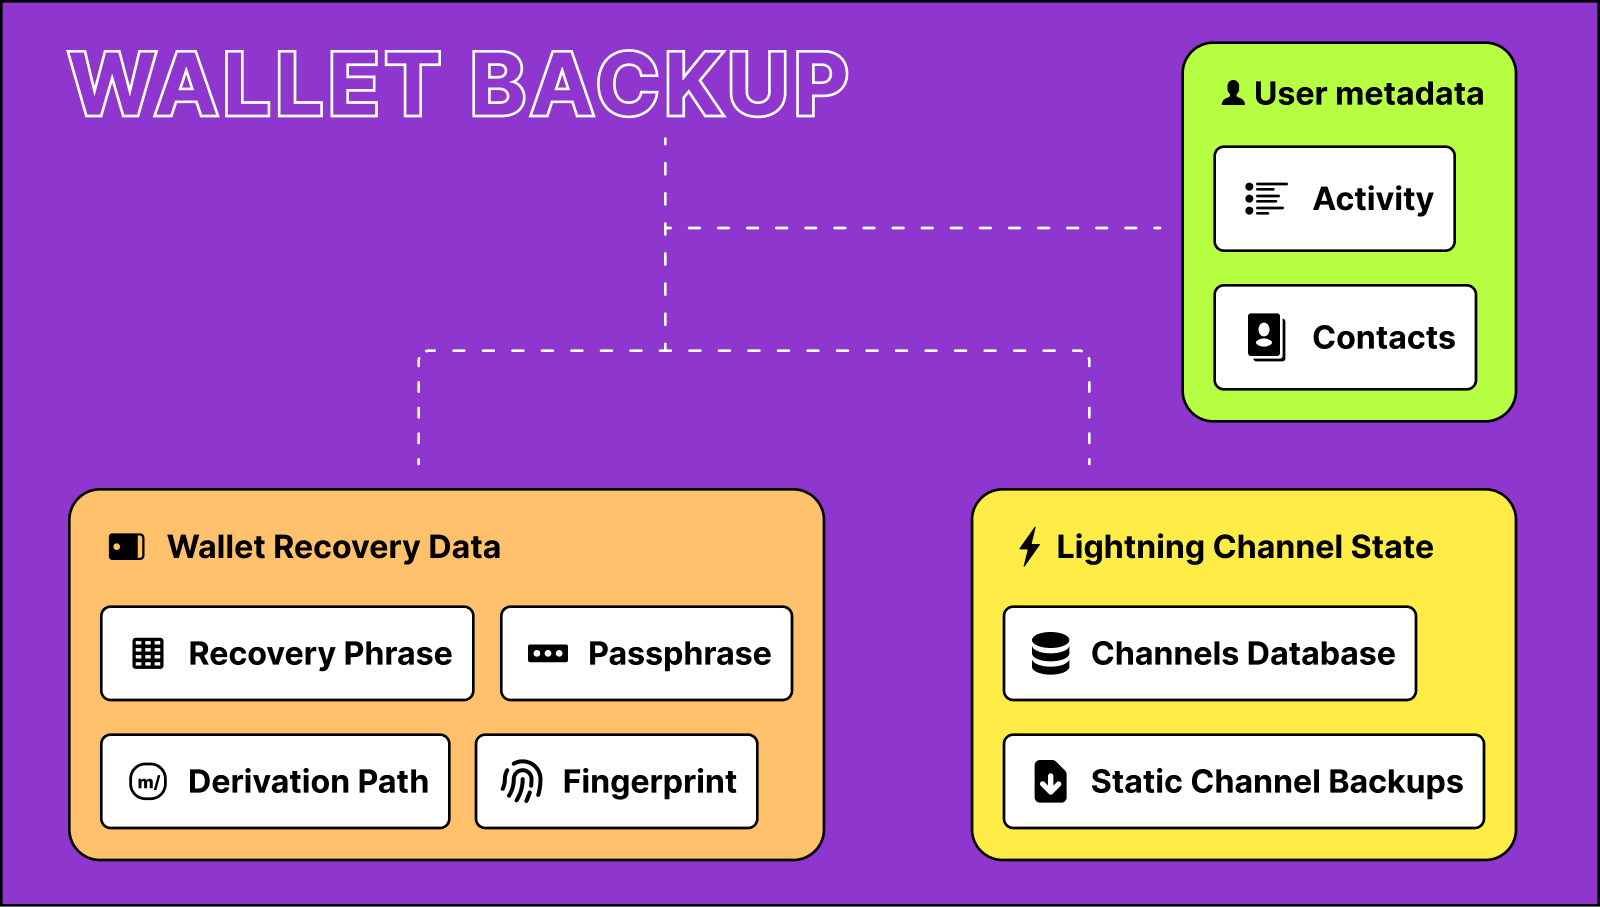 WALLET BACKUP
User metadata
Activity
Contacts
Wallet Recovery Data
Recovery Phrase
Passphrase
m/ Derivation Path
Fingerprint
Lightning Channel State
Channels Database
Static Channel Backups